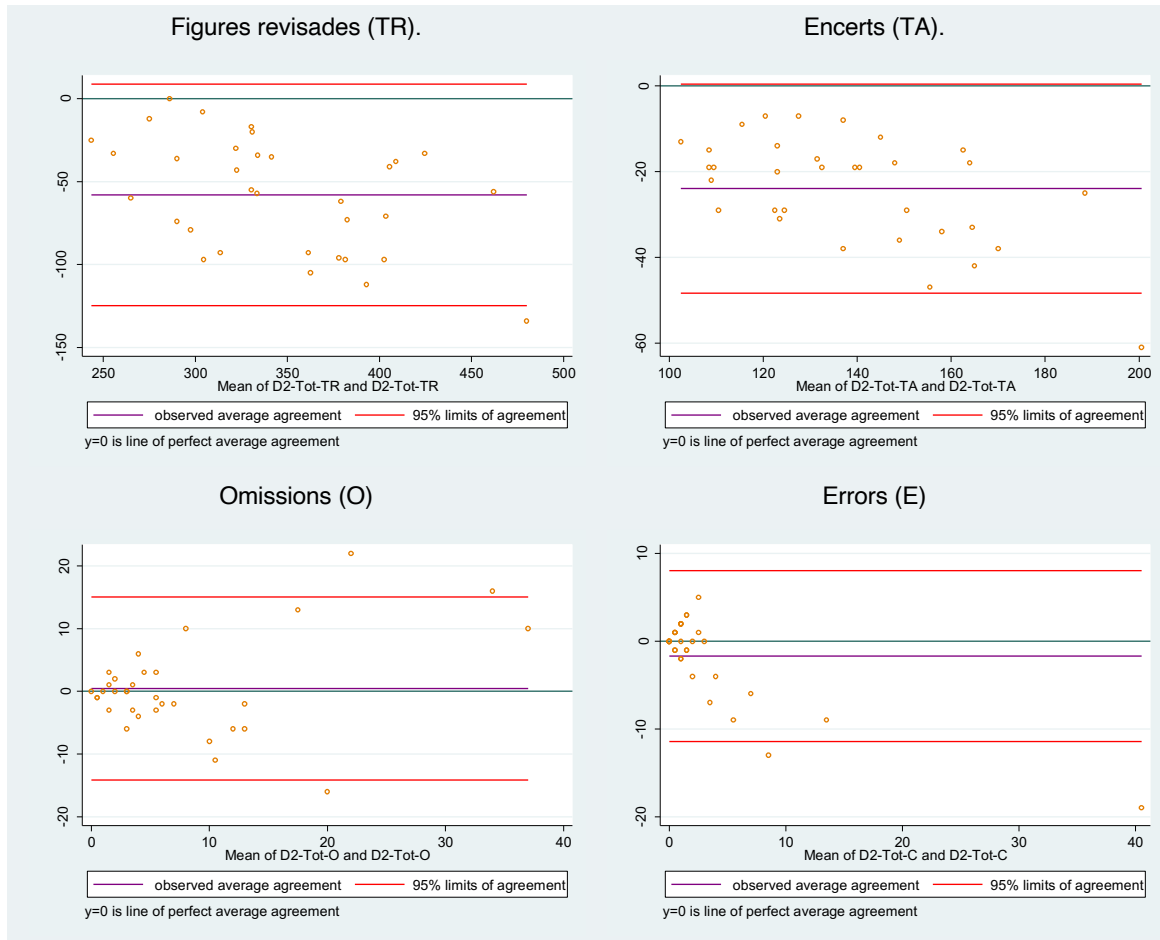 Figures revisades (TR).
0
-50
-100
-150
250 300 350 400 450 500
Mean of D2-Tot-TR and D2-Tot-TR
observed average agreement 95% limits of agreement
y=0 is line of perfect average agreement
Encerts (TA).
0
-20
-40
-60
100 120 140 160 180 200
Mean of D2-Tot-TA and D2-Tot-TA
observed average agreement 95% limits of agreement
y=0 is line of perfect average agreement
Omissions (O)
20
10
0
-10
-20
0 10 20 30 40
Mean of D2-Tot-O and D2-Tot-O
observed average agreement 95% limits of agreement
y=0 is line of perfect average agreement
Errors (E)
10
0
-10
-20
0 10 20 30 40
Mean of D2-Tot-C and D2-Tot-C
observed average agreement 95% limits of agreement
y=0 is line of perfect average agreement